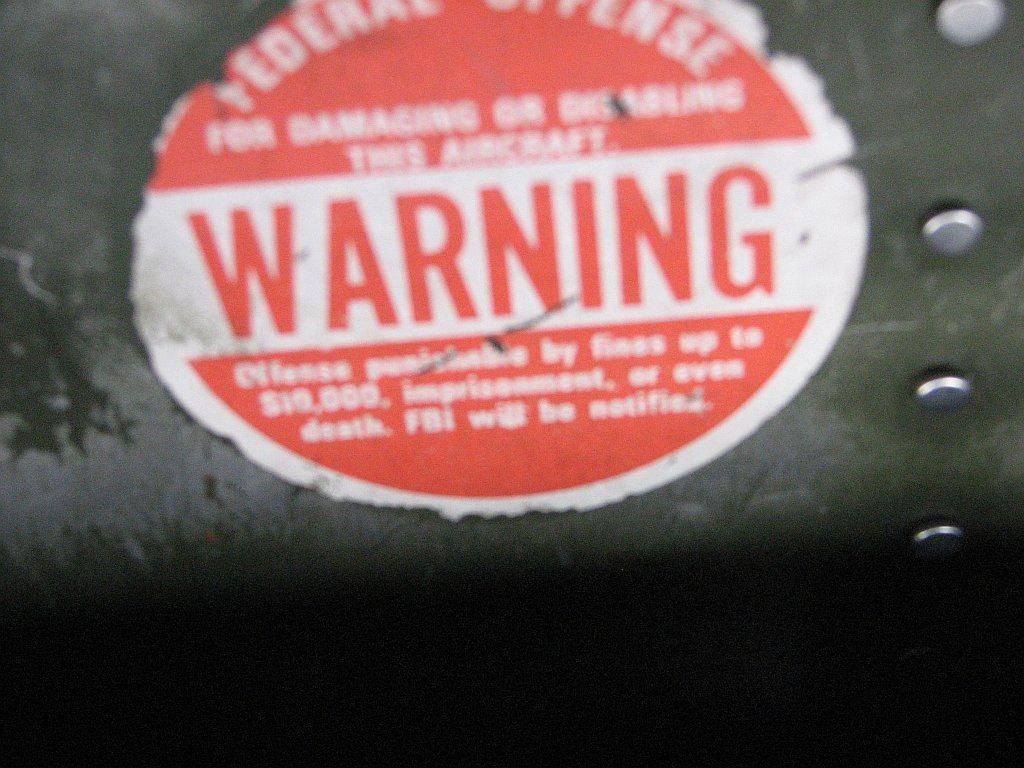 FEDERAL OFFENSE
FOR DAMAGING OR DISABLING
THIS AIRCRAFT.
WARNING
Offense punishable by fines up to
$10,000, imprisonment, or even
death. FBI will be notified.